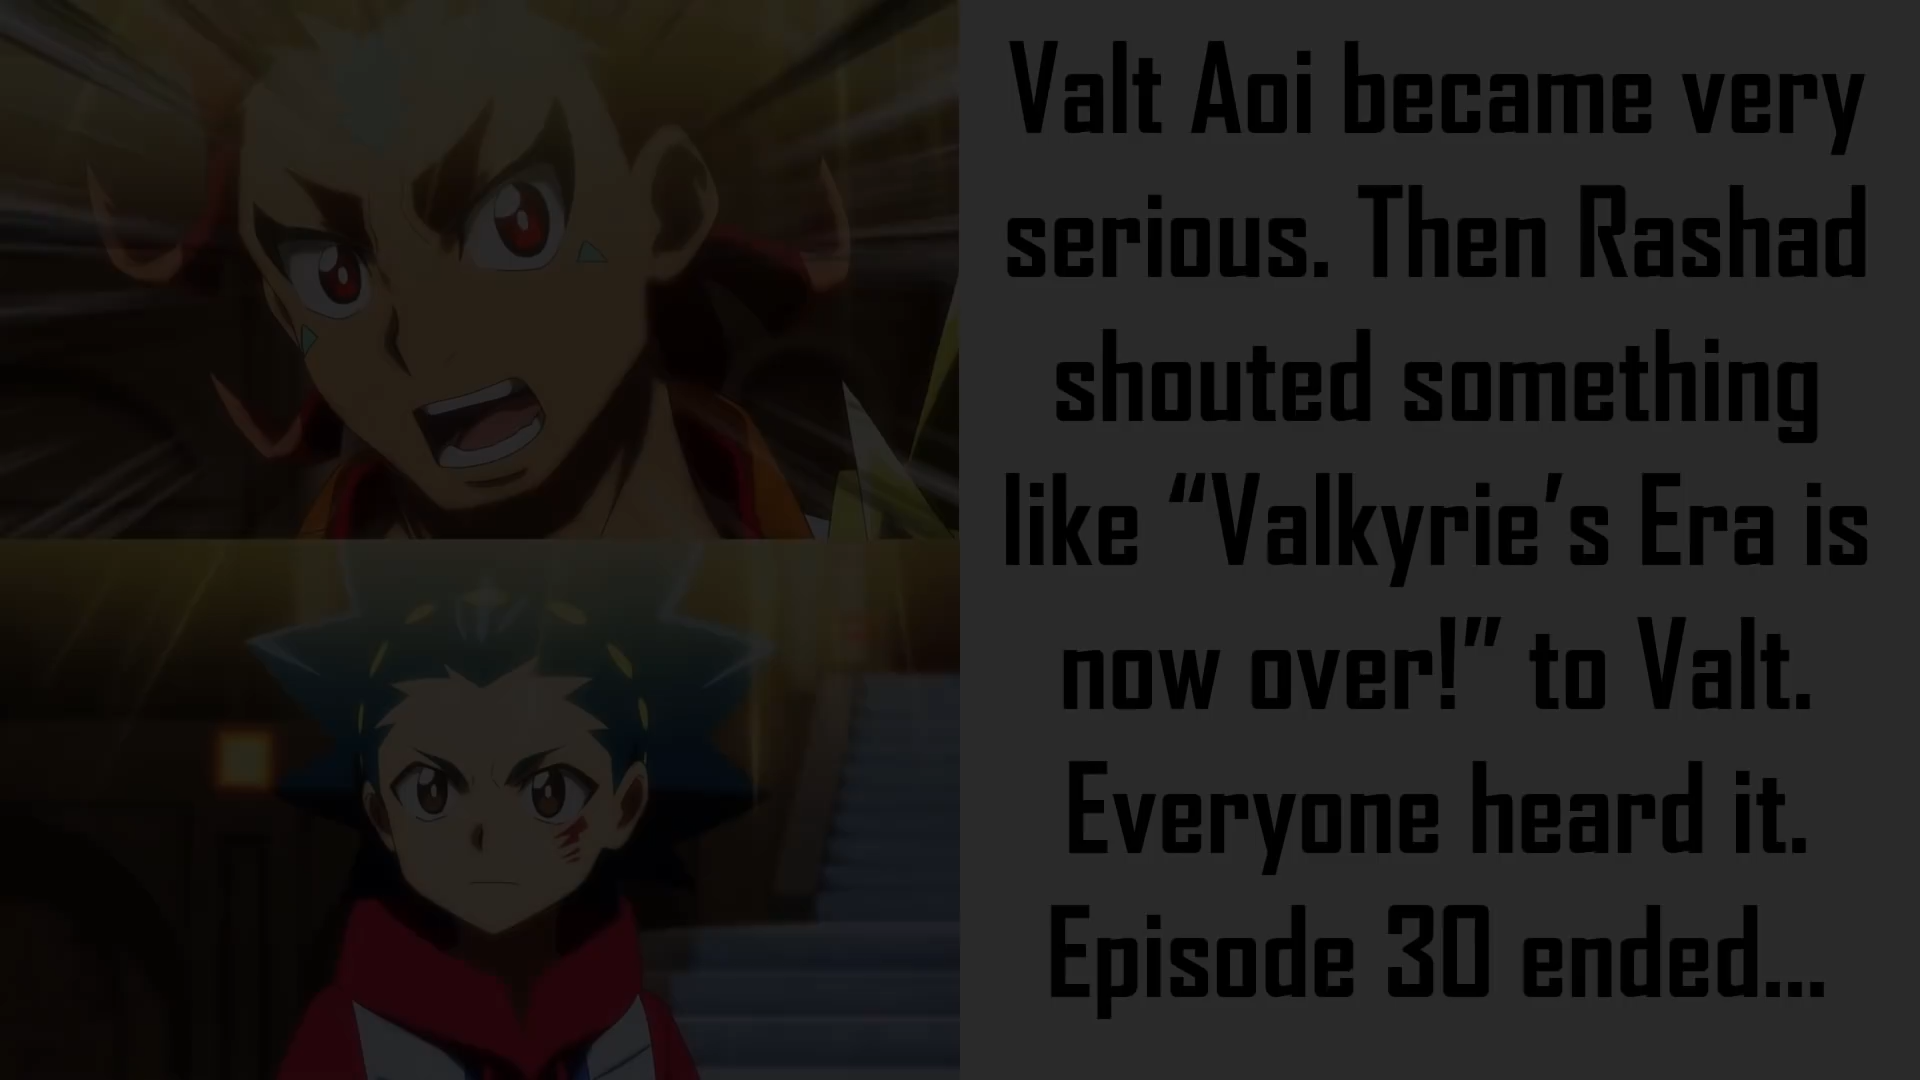 Valt Aoi became very
serious. Then Rashad
shouted something
like “Valkyrie’s Era is
now over!” to Valt.
Everyone heard it.
Episode 30 ended...